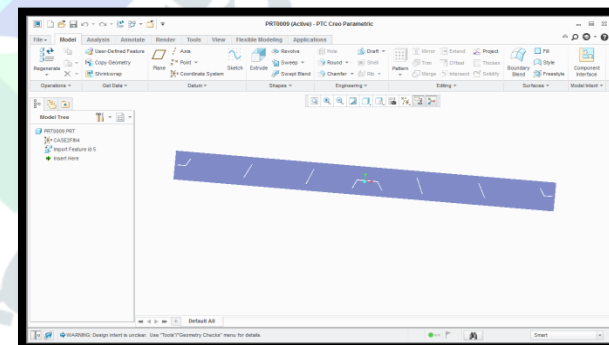 PRT0009 (Active) - PTC Creo Parametric
File Model Analysis Annotate Render Tools View Flexible Modeling Applications
User-Defined Feature Axis Revolve Hole Draft Mirror Extend Project Fill
Copy Geometry Point Sweep Round Shell Trim Offset Thicken Style
Regenerate Shrinkwrap Plane Coordinate System Sketch Extrude Swept Blend Chamfer Rib Pattern Merge Intersect Solidify Boundary Blend Freestyle Component Interface
Operations Get Data Datum Shapes Engineering Editing Surfaces Model Intent
Model Tree
PRT0009.PRT
Import Feature id 5
Insert Here
Default All
WARNING: Design intent is unclear. Use "Tools"/"Geometry Checks" menu for details.
Smart